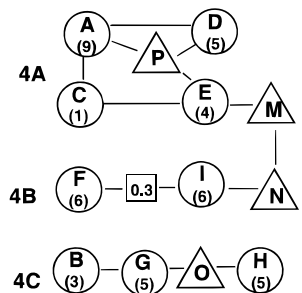 A D
(9) (5)
P
4A
C E M
(1) (4)
F I
(6) 0.3 (6) N
4B
B G O H
4C
(3) (5) (5)